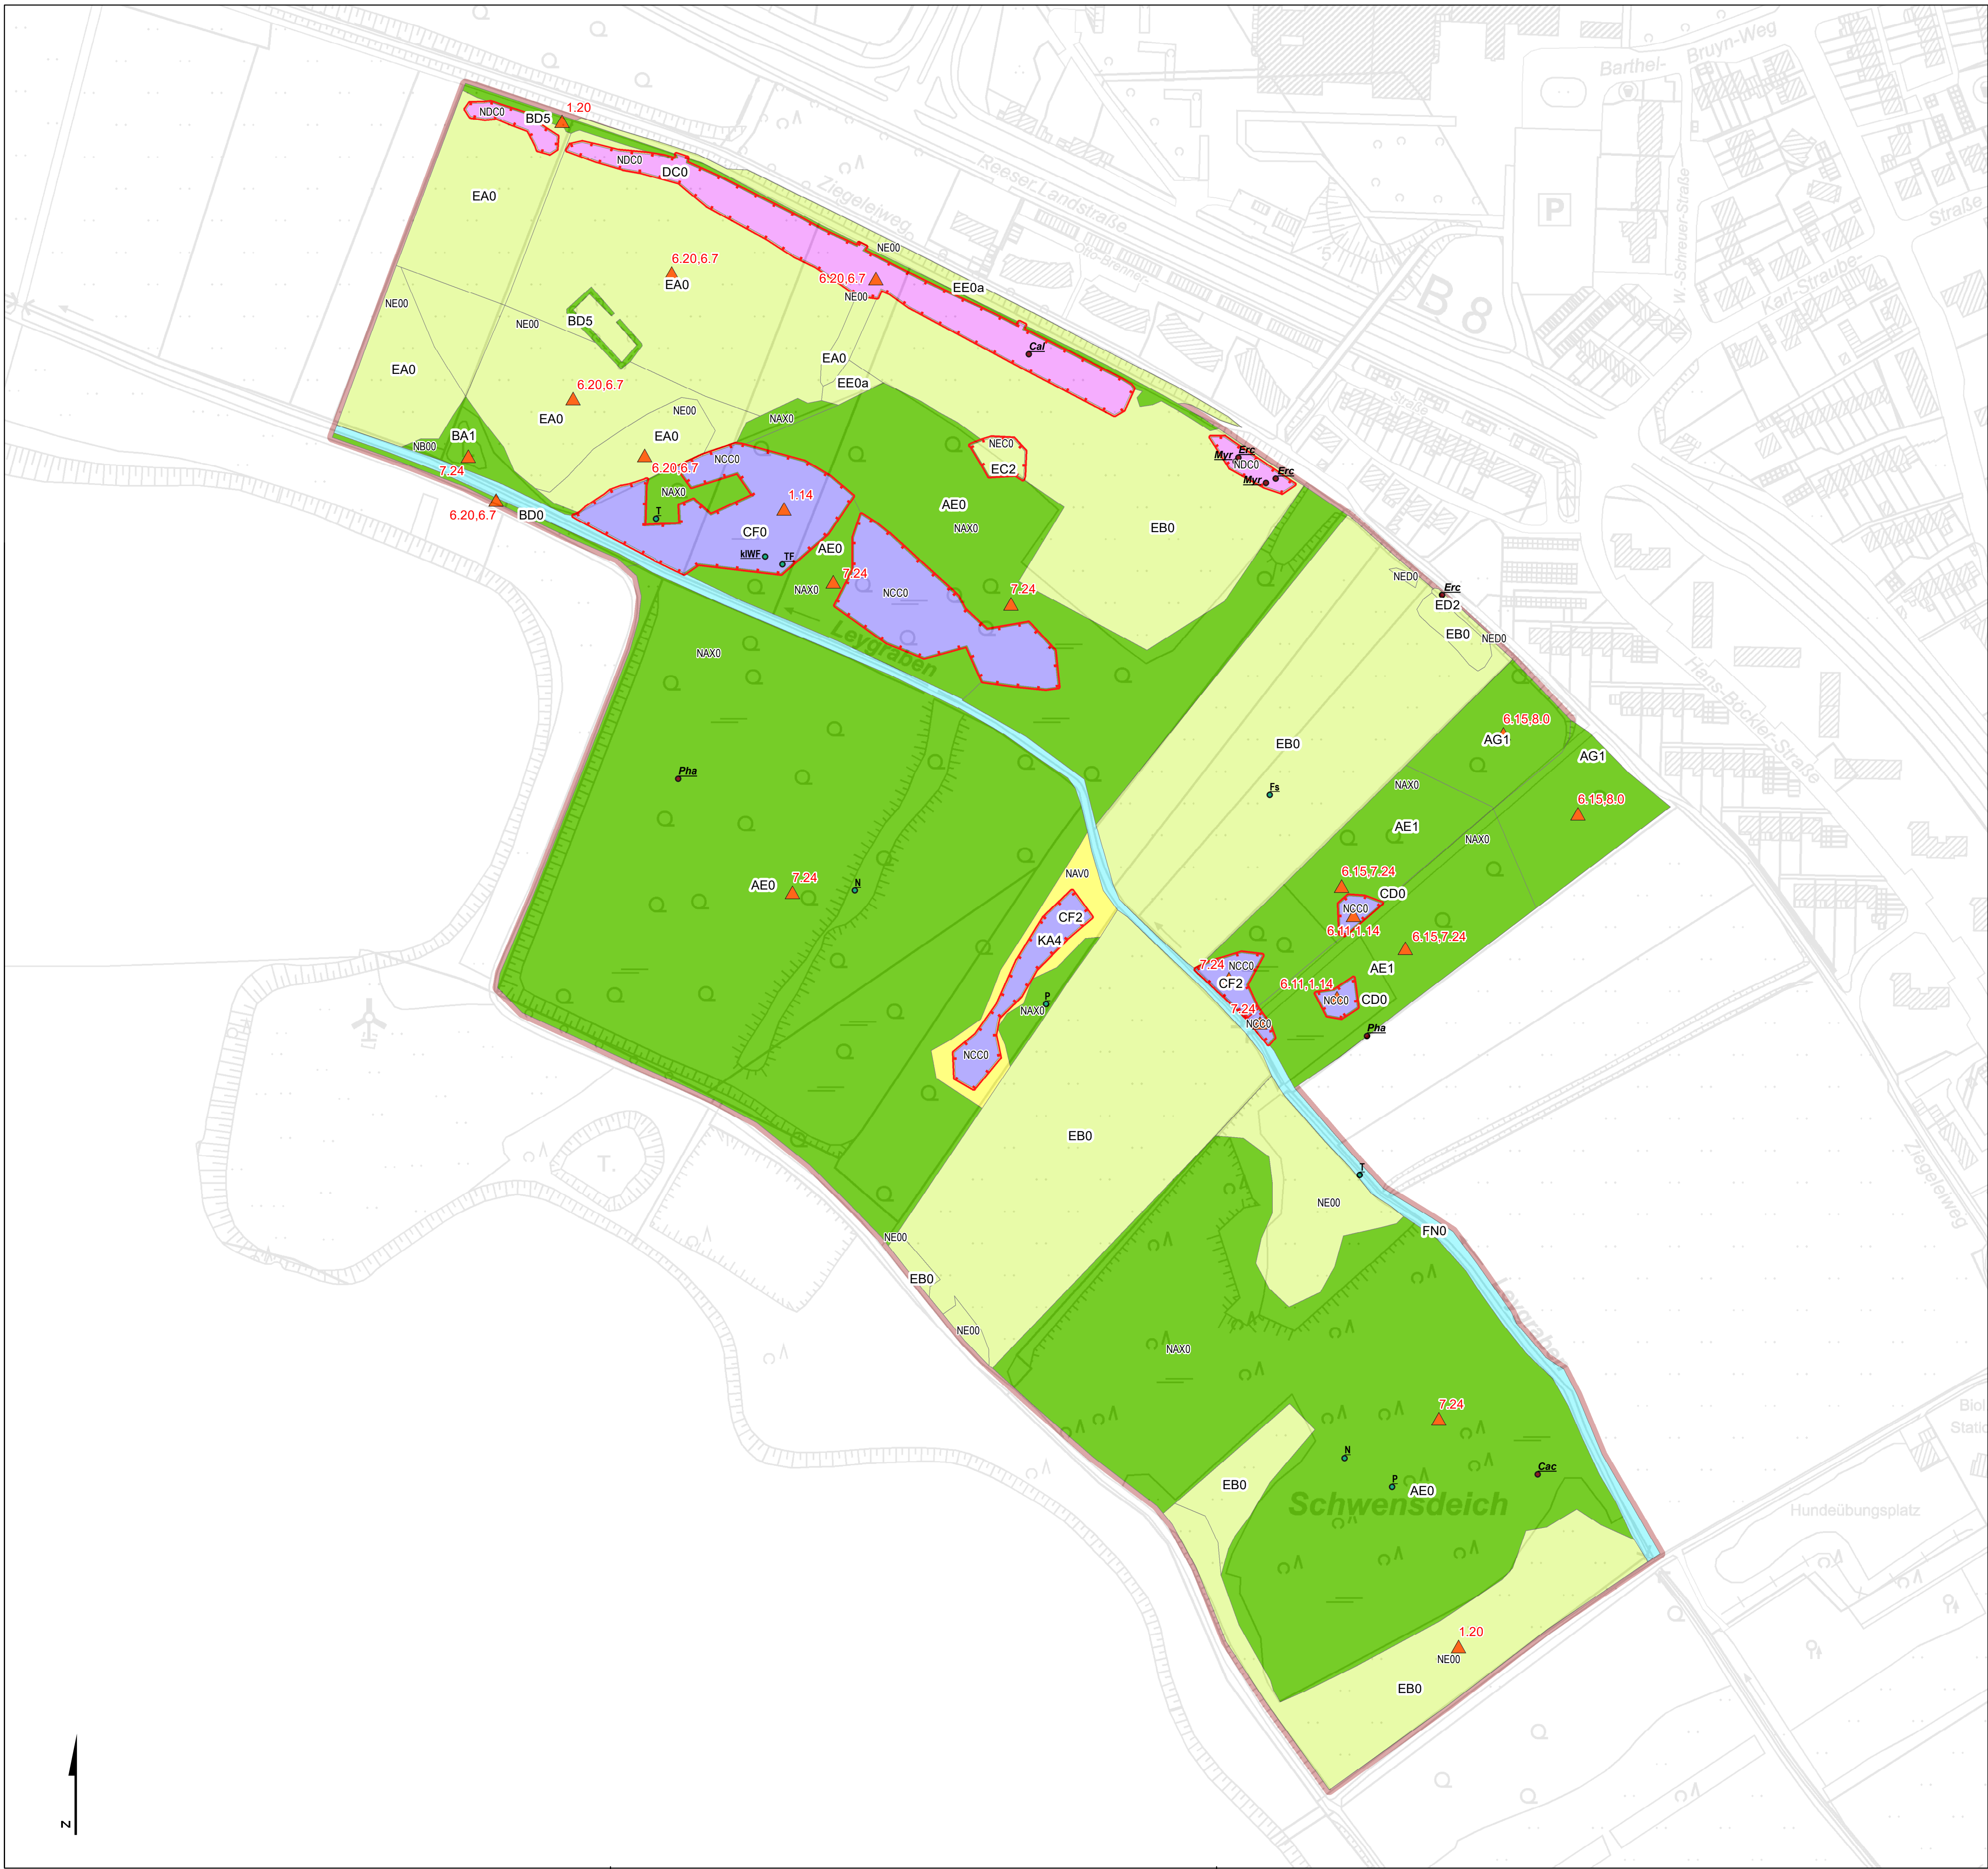 Bruyn-Weg
Barthel-
1.20
NDC0
BD5
NDC0
DC0
Reeser Landstraße
Ziegeleiweg
P
W.-Schreuer-Straße
Straße
EA0
Otto-Brenner-
NE00
6.20,6.7
EA0
6.20,6.7
NE00
EE0a
B 8
Karl-Straube-
NE00
NE00
BD5
Cal
EA0
EA0
EE0a
6.20,6.7
NE00
EA0
NAX0
EA0
BA1
NB00
7.24
NCC0
6.20,6.7
NEC0
EC2
Erc
Myr
NDC0
Erc
Myr
NAX0
1.14
AE0
6.20,6.7
BD0
T
CF0
NAX0
EB0
klWF
TF
AE0
7.24
NAX0
NCC0
7.24
NED0
Erc
ED2
EB0
NED0
Leygraben
NAX0
Hans-Böckler-Straße
6.15,8.0
AG1
EB0
AG1
Pha
Fs
NAX0
6.15,8.0
AE1
NAX0
NAV0
AE0
7.24
N
6.15,7.24
CD0
NCC0
CF2
6.11,1.14
KA4
6.15,7.24
7.24
NCC0
AE1
CF2
6.11,1.14
NCC0
CD0
P
NAX0
7.24
NCC0
Pha
NCC0
EB0
T.
T
Ziegeleiweg
NE00
FN0
NE00
EB0
NE00
NAX0
7.24
Biol
N
P
AE0
Cac
EB0
Schwensdeich
Hundeübungsplatz
1.20
NE00
EB0
N